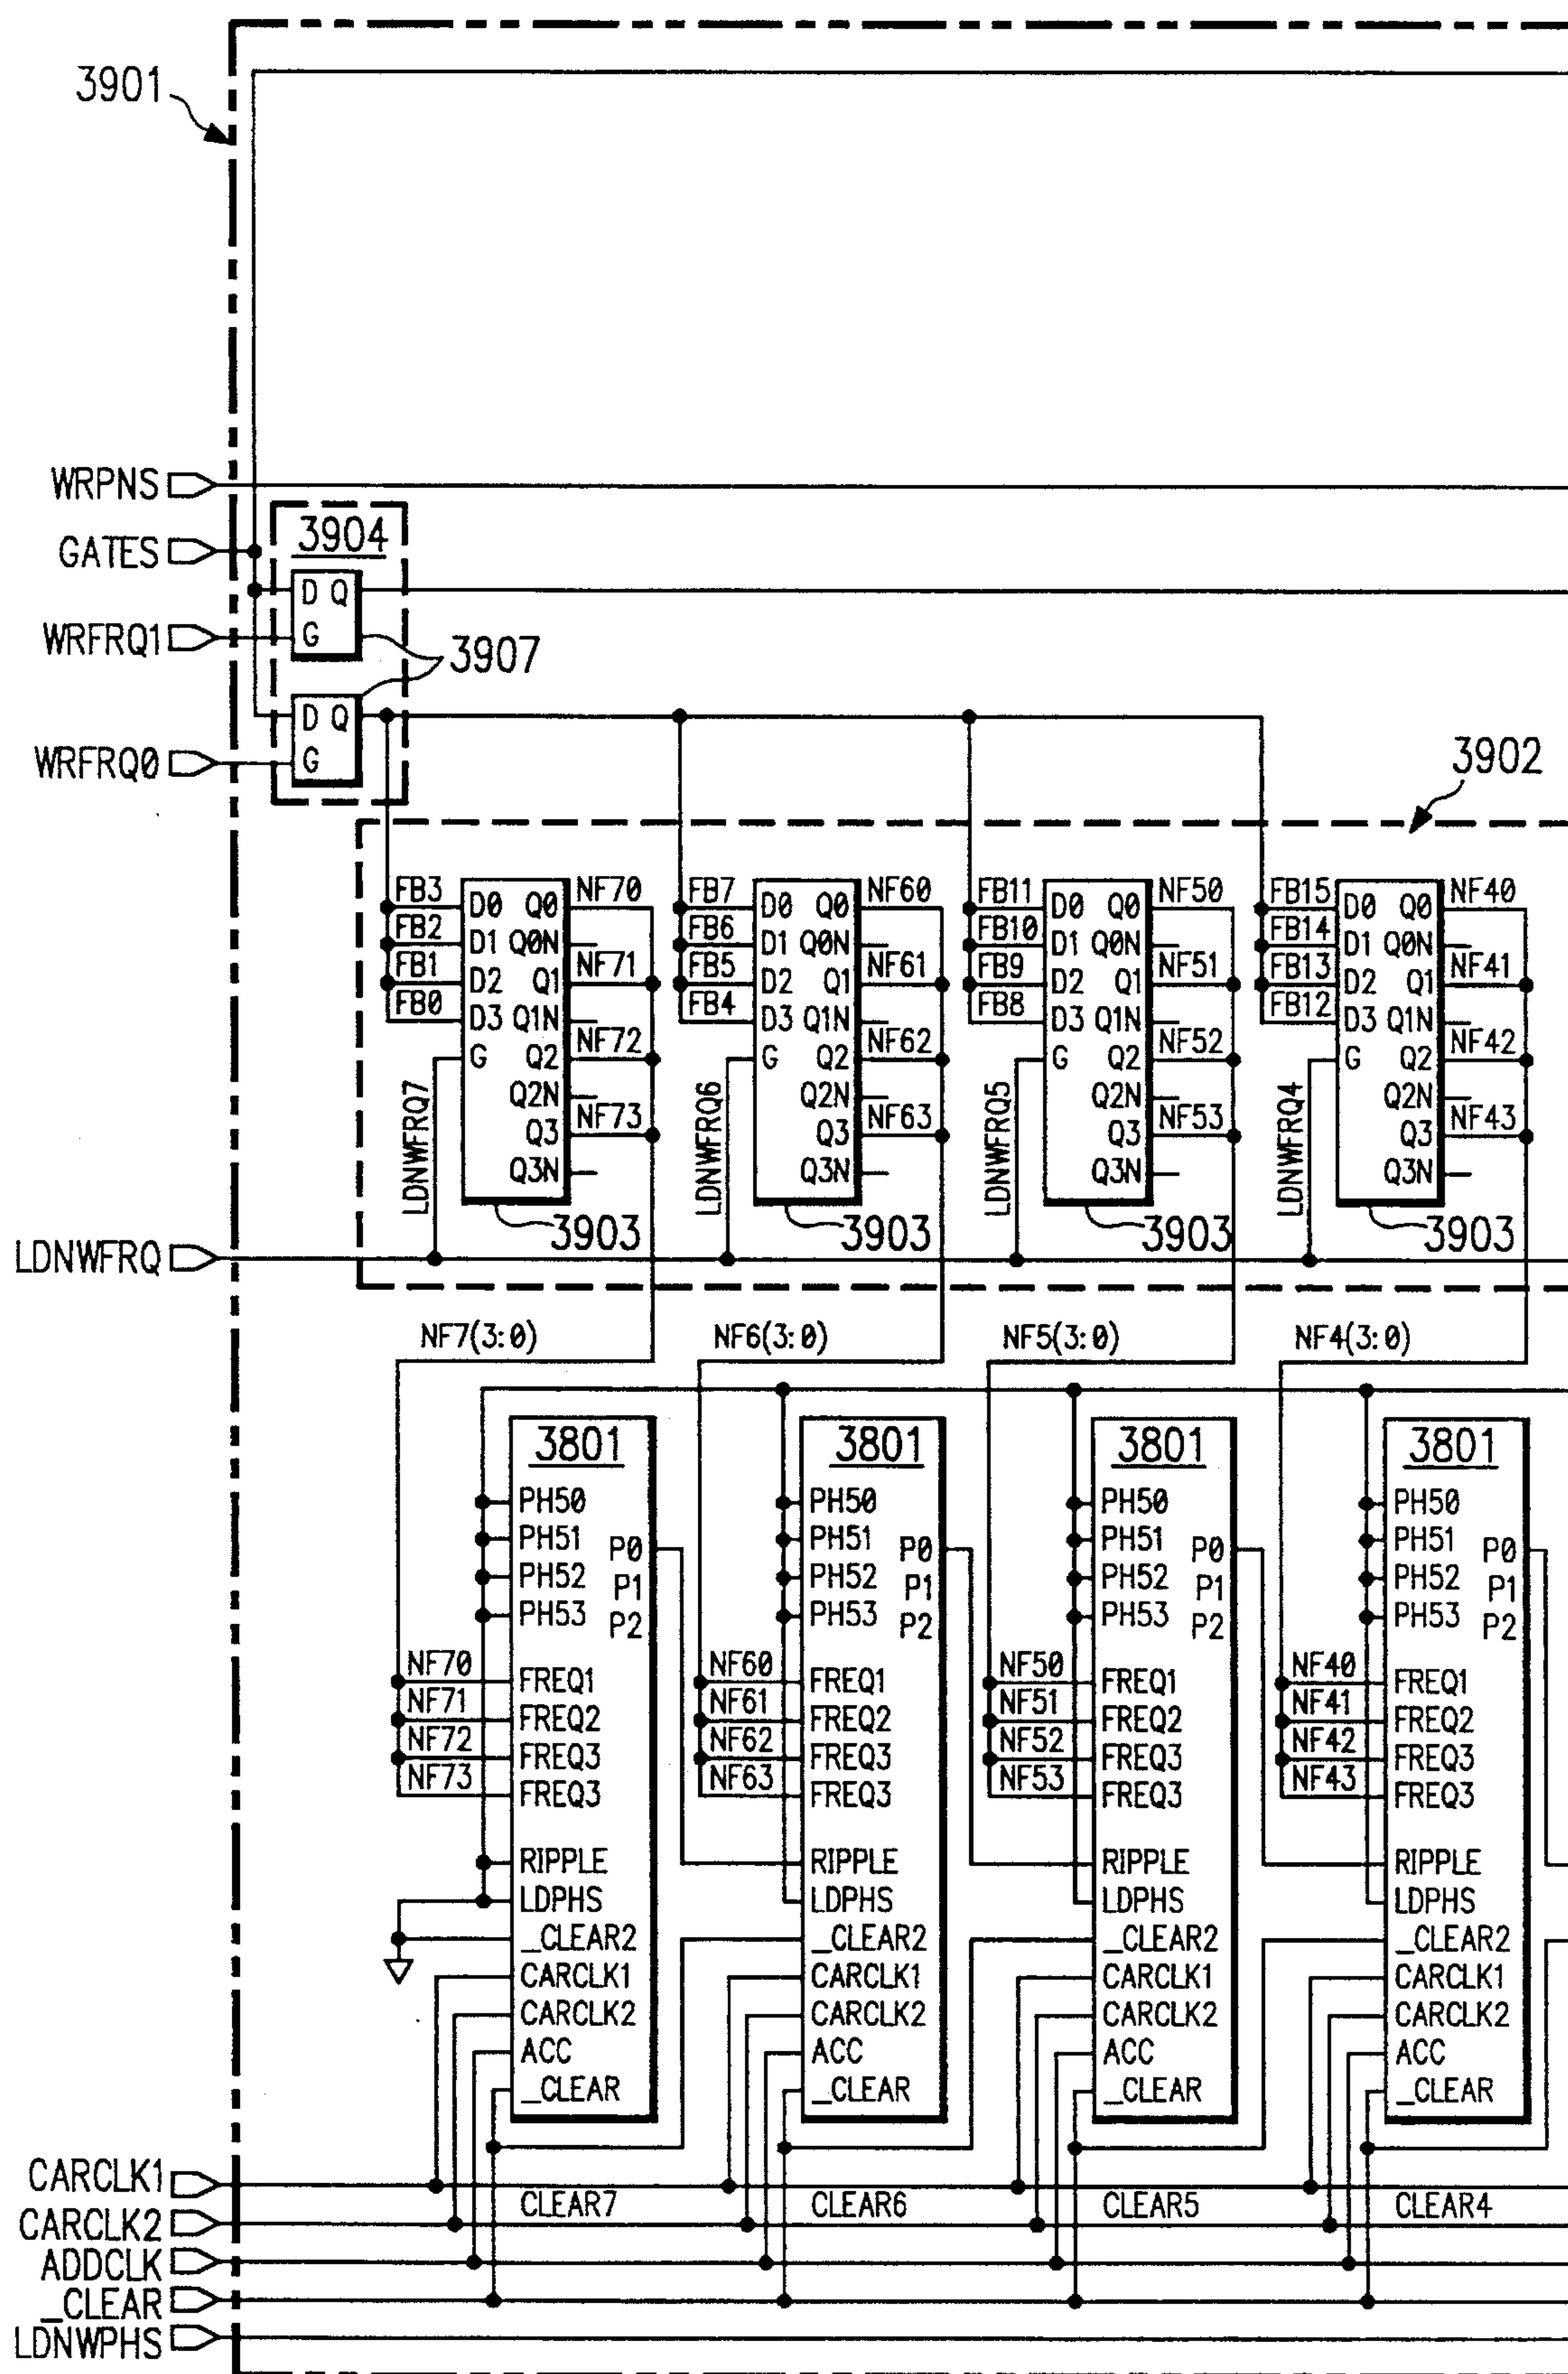 3901
WRPNS
GATES
WRFRQ1
WRFRQ0
3904
D Q
G
D Q
G
3907
3902
FB3
FB2
FB1
FB0
D0 Q0
D1 Q0N
D2 Q1
D3 Q1N
G Q2
Q2N
Q3
Q3N
NF70
NF71
NF72
NF73
LDNWFRQ7
3903
FB7
FB6
FB5
FB4
D0 Q0
D1 Q0N
D2 Q1
D3 Q1N
G Q2
Q2N
Q3
Q3N
NF60
NF61
NF62
NF63
LDNWFRQ6
3903
FB11
FB10
FB9
FB8
D0 Q0
D1 Q0N
D2 Q1
D3 Q1N
G Q2
Q2N
Q3
Q3N
NF50
NF51
NF52
NF53
LDNWFRQ5
3903
FB15
FB14
FB13
FB12
D0 Q0
D1 Q0N
D2 Q1
D3 Q1N
G Q2
Q2N
Q3
Q3N
NF40
NF41
NF42
NF43
LDNWFRQ4
3903
LDNWFRQ
NF7(3:0)
NF6(3:0)
NF5(3:0)
NF4(3:0)
3801
PH50
PH51
PH52
PH53
P0
P1
P2
NF70
NF71
NF72
NF73
FREQ1
FREQ2
FREQ3
FREQ3
RIPPLE
LDPHS
_CLEAR2
CARCLK1
CARCLK2
ACC
_CLEAR
3801
PH50
PH51
PH52
PH53
P0
P1
P2
NF60
NF61
NF62
NF63
FREQ1
FREQ2
FREQ3
FREQ3
RIPPLE
LDPHS
_CLEAR2
CARCLK1
CARCLK2
ACC
_CLEAR
3801
PH50
PH51
PH52
PH53
P0
P1
P2
NF50
NF51
NF52
NF53
FREQ1
FREQ2
FREQ3
FREQ3
RIPPLE
LDPHS
_CLEAR2
CARCLK1
CARCLK2
ACC
_CLEAR
3801
PH50
PH51
PH52
PH53
P0
P1
P2
NF40
NF41
NF42
NF43
FREQ1
FREQ2
FREQ3
FREQ3
RIPPLE
LDPHS
_CLEAR2
CARCLK1
CARCLK2
ACC
_CLEAR
CLEAR7
CLEAR6
CLEAR5
CLEAR4
CARCLK1
CARCLK2
ADDCLK
_CLEAR
LDNWPHS